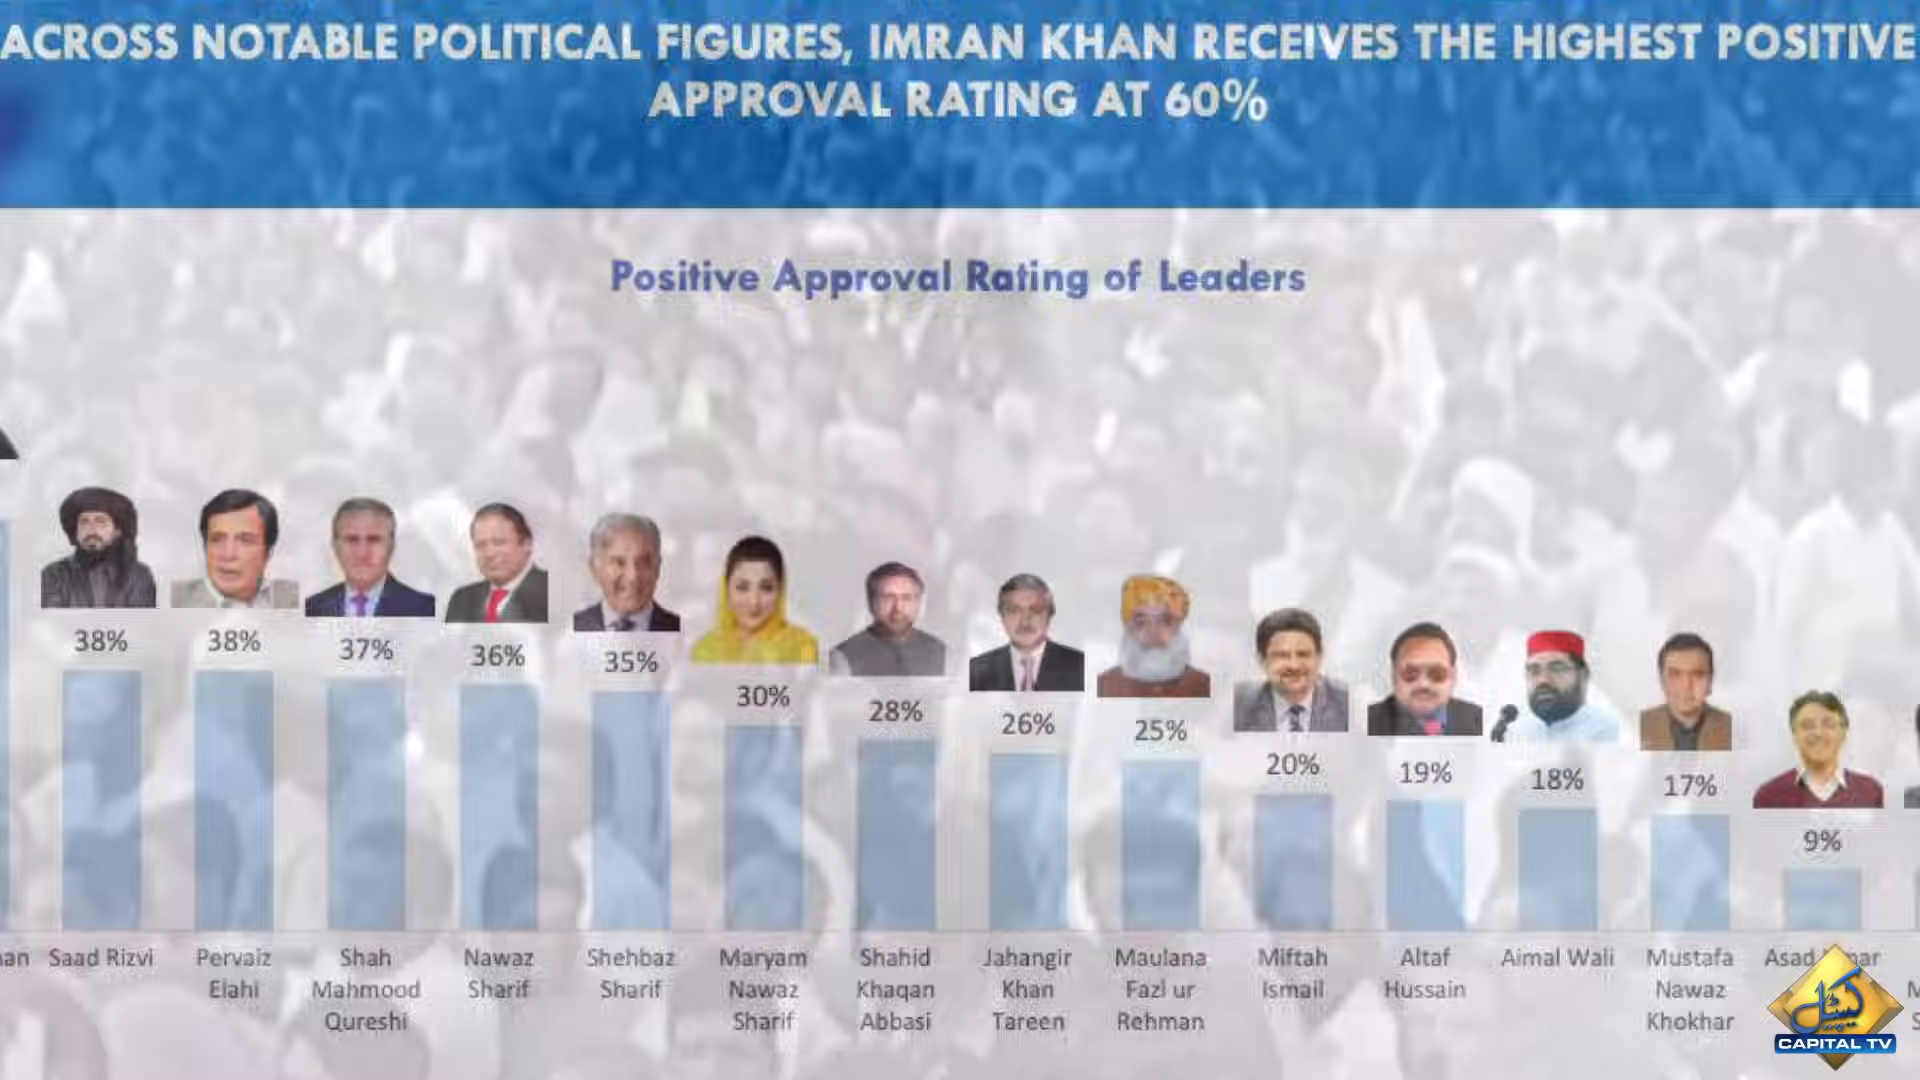 ACROSS NOTABLE POLITICAL FIGURES, IMRAN KHAN RECEIVES THE HIGHEST POSITIVE
APPROVAL RATING AT 60%
Positive Approval Rating of Leaders
38%
38%
37%
36%
35%
30%
28%
26%
25%
20%
19%
18%
17%
9%
Saad Rizvi
Pervaiz
Elahi
Shah
Mahmood
Qureshi
Nawaz
Sharif
Shehbaz
Sharif
Maryam
Nawaz
Sharif
Shahid
Khaqan
Abbasi
Jahangir
Khan
Tareen
Maulana
Fazl ur
Rehman
Miftah
Ismail
Altaf
Hussain
Aimal Wali
Mustafa
Nawaz
Khokhar
Asad
کیپیٹل
CAPITAL TV